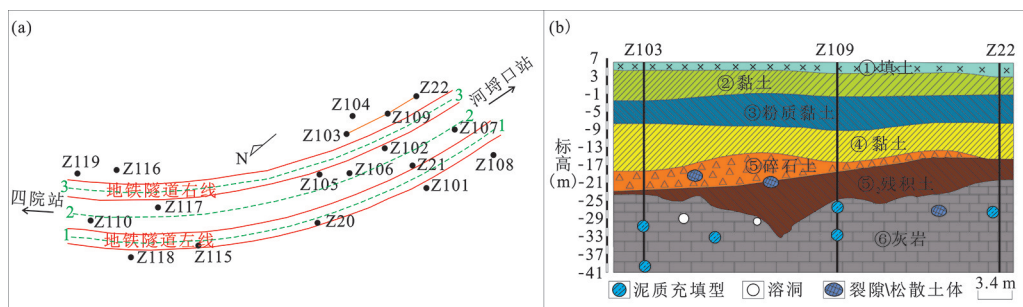 (a)
Z22
河埒口站
3
Z104
Z109
2
Z103
Z107
1
N
Z102
Z119
Z116
Z106
Z21
Z108
3
地铁隧道右线
Z105
Z101
四院站
2
Z117
Z110
Z20
1
地铁隧道左线
Z115
Z118
(b)
Z103
Z109
Z22
7
3
-1
-5
-9
-13
-17
-21
-25
-29
-33
-37
-41
标高(m)
①填土
②黏土
③粉质黏土
④黏土
⑤碎石土
⑤残积土
⑥灰岩
3.4 m
泥质充填型
溶洞
裂隙\松散土体